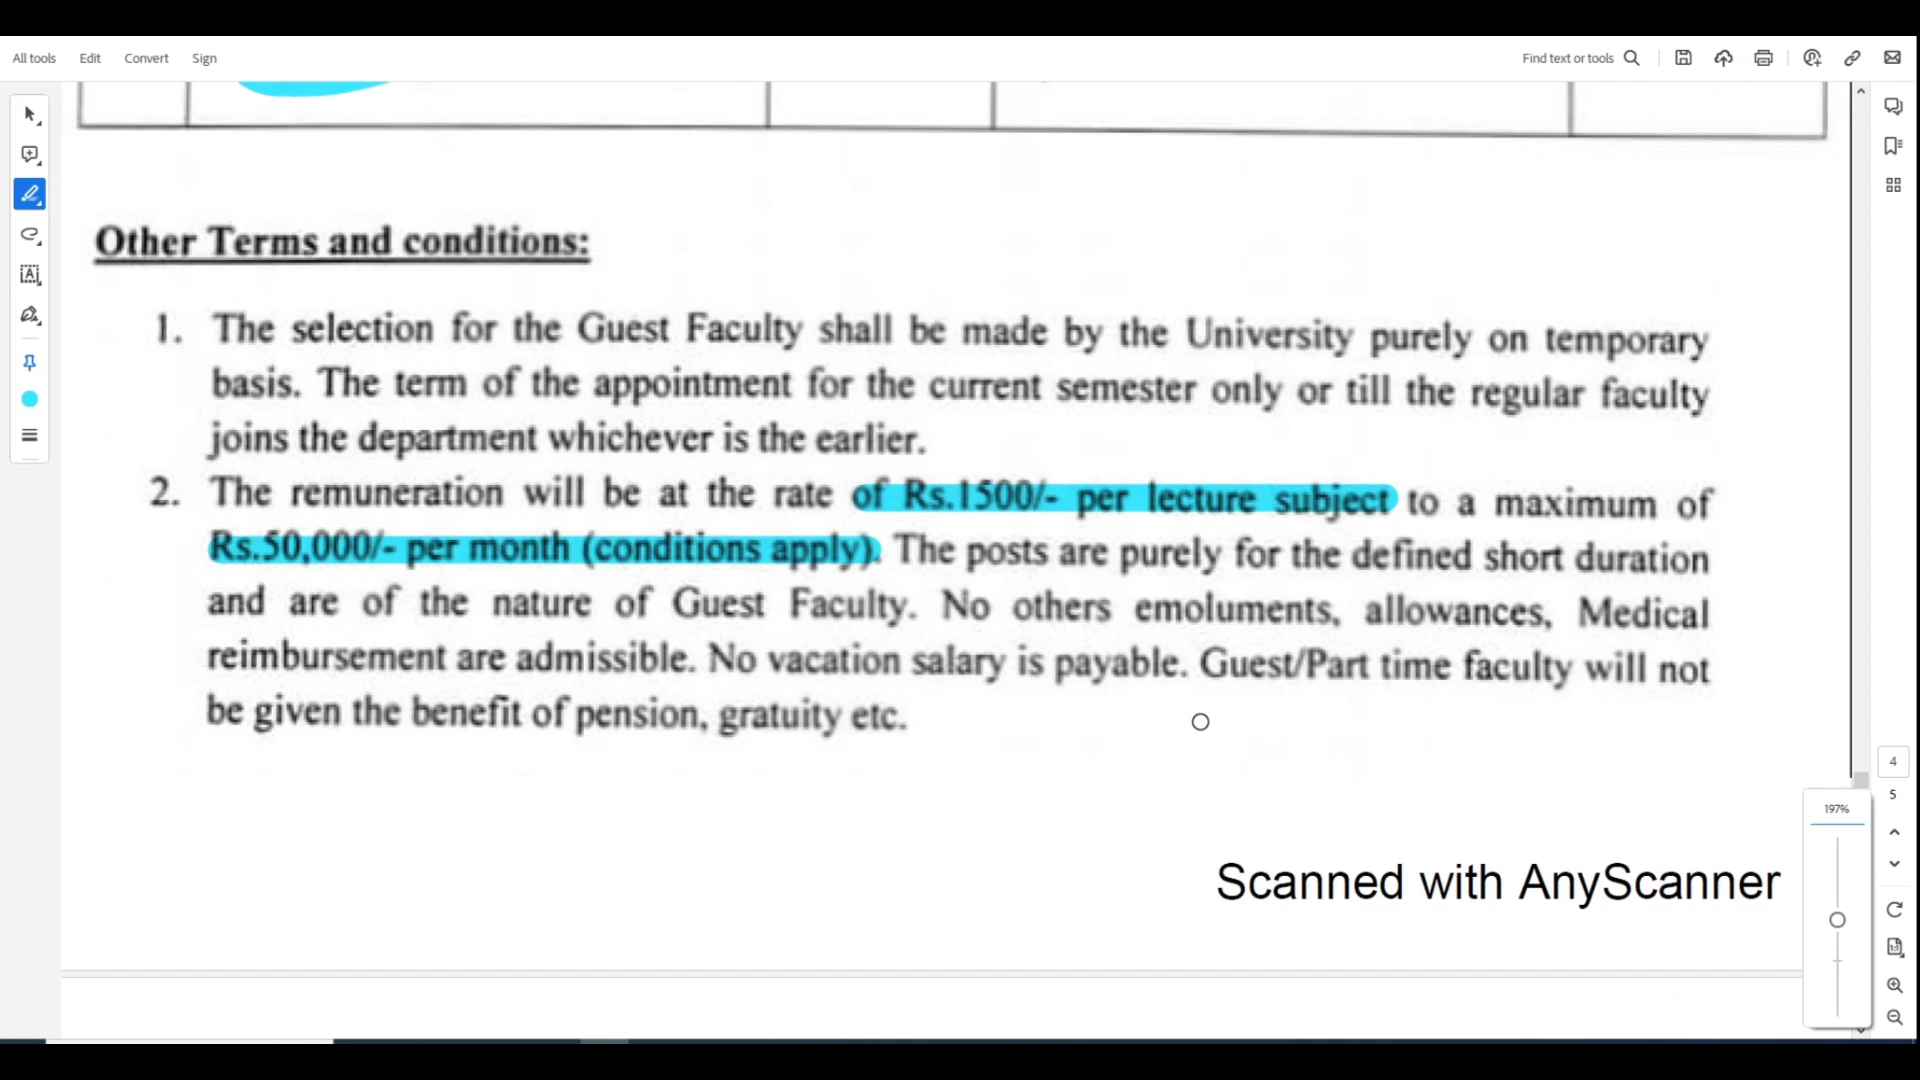 All tools Edit Convert Sign Find text or tools
Other Terms and conditions:
1. The selection for the Guest Faculty shall be made by the University purely on temporary
basis. The term of the appointment for the current semester only or till the regular faculty
joins the department whichever is the earlier.
2. The remuneration will be at the rate of Rs.1500/- per lecture subject to a maximum of
Rs.50,000/- per month (conditions apply). The posts are purely for the defined short duration
and are of the nature of Guest Faculty. No others emoluments, allowances, Medical
reimbursement are admissible. No vacation salary is payable. Guest/Part time faculty will not
be given the benefit of pension, gratuity etc.
4
5
197%
Scanned with AnyScanner